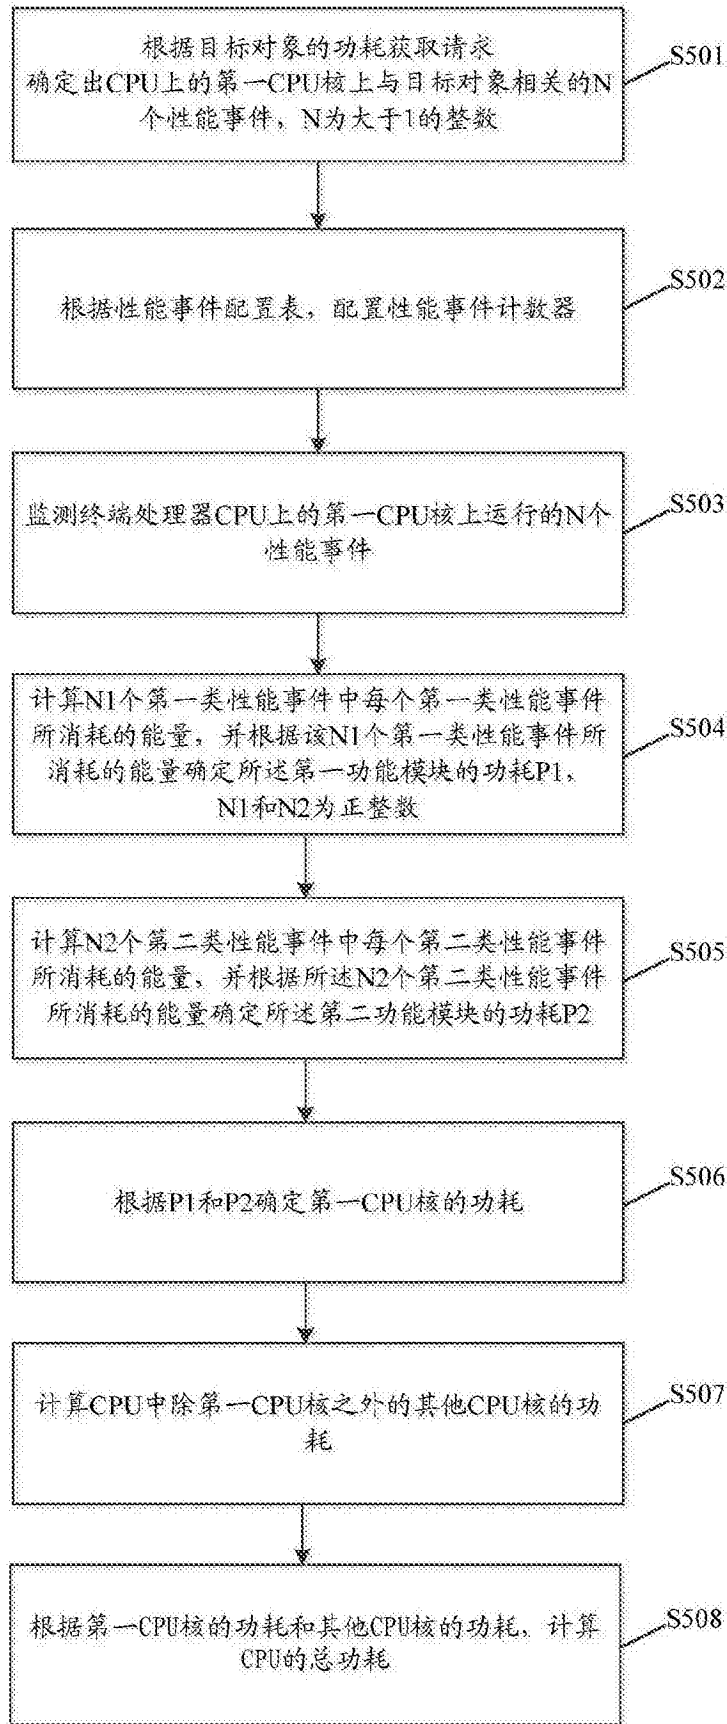 根据目标对象的功耗获取请求
确定出CPU上的第一CPU核上与目标对象相关的N
个性能事件，N为大于1的整数
S501
根据性能事件配置表，配置性能事件计数器
S502
监测终端处理器CPU上的第一CPU核上运行的N个
性能事件
S503
计算N1个第一类性能事件中每个第一类性能事件
所消耗的能量，并根据该N1个第一类性能事件所
消耗的能量确定所述第一功能模块的功耗P1，
N1和N2为正整数
S504
计算N2个第二类性能事件中每个第二类性能事件
所消耗的能量，并根据所述N2个第二类性能事件
所消耗的能量确定所述第二功能模块的功耗P2
S505
根据P1和P2确定第一CPU核的功耗
S506
计算CPU中除第一CPU核之外的其他CPU核的功
耗
S507
根据第一CPU核的功耗和其他CPU核的功耗，计算
CPU的总功耗
S508